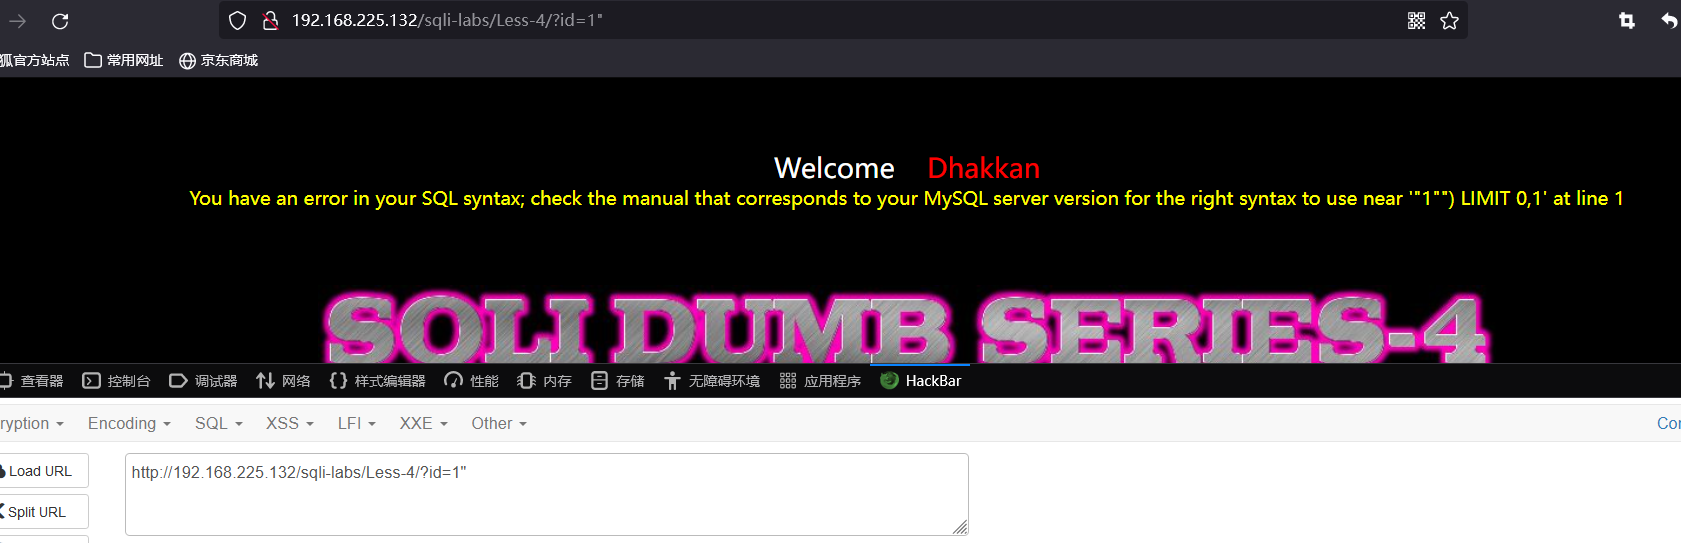 192.168.225.132/sqli-labs/Less-4/?id=1"
狐官方站点 常用网址 京东商城
Welcome Dhakkan
You have an error in your SQL syntax; check the manual that corresponds to your MySQL server version for the right syntax to use near '"1"") LIMIT 0,1' at line 1
SQLI DUMB SERIES-4
查看器 控制台 调试器 网络 样式编辑器 性能 内存 存储 无障碍环境 应用程序 HackBar
ryption Encoding SQL XSS LFI XXE Other Con
Load URL http://192.168.225.132/sqli-labs/Less-4/?id=1"
Split URL